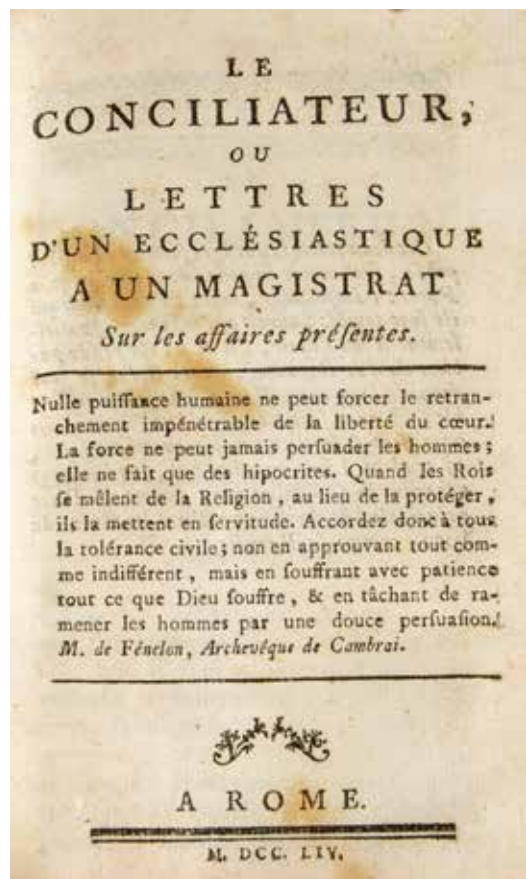 LE
CONCILIATEUR,
OU
LETTRES
D'UN ECCLÉSIASTIQUE
A UN MAGISTRAT
Sur les affaires préſentes.
Nulle puiſſance humaine ne peut forcer le retran-
chement impénétrable de la liberté du cœur.
La force ne peut jamais perſuader les hommes;
elle ne fait que des hipocrites. Quand les Rois
ſe mêlent de la Religion, au lieu de la protéger,
ils la mettent en ſervitude. Accordez donc à tous
la tolérance civile; non en approuvant tout com-
me indifférent, mais en ſouffrant avec patience
tout ce que Dieu ſouffre, & en tâchant de ra-
mener les hommes par une douce perſuaſion.
M. de Fénelon, Archevêque de Cambrai.
A ROME.
M. DCC. LIV.